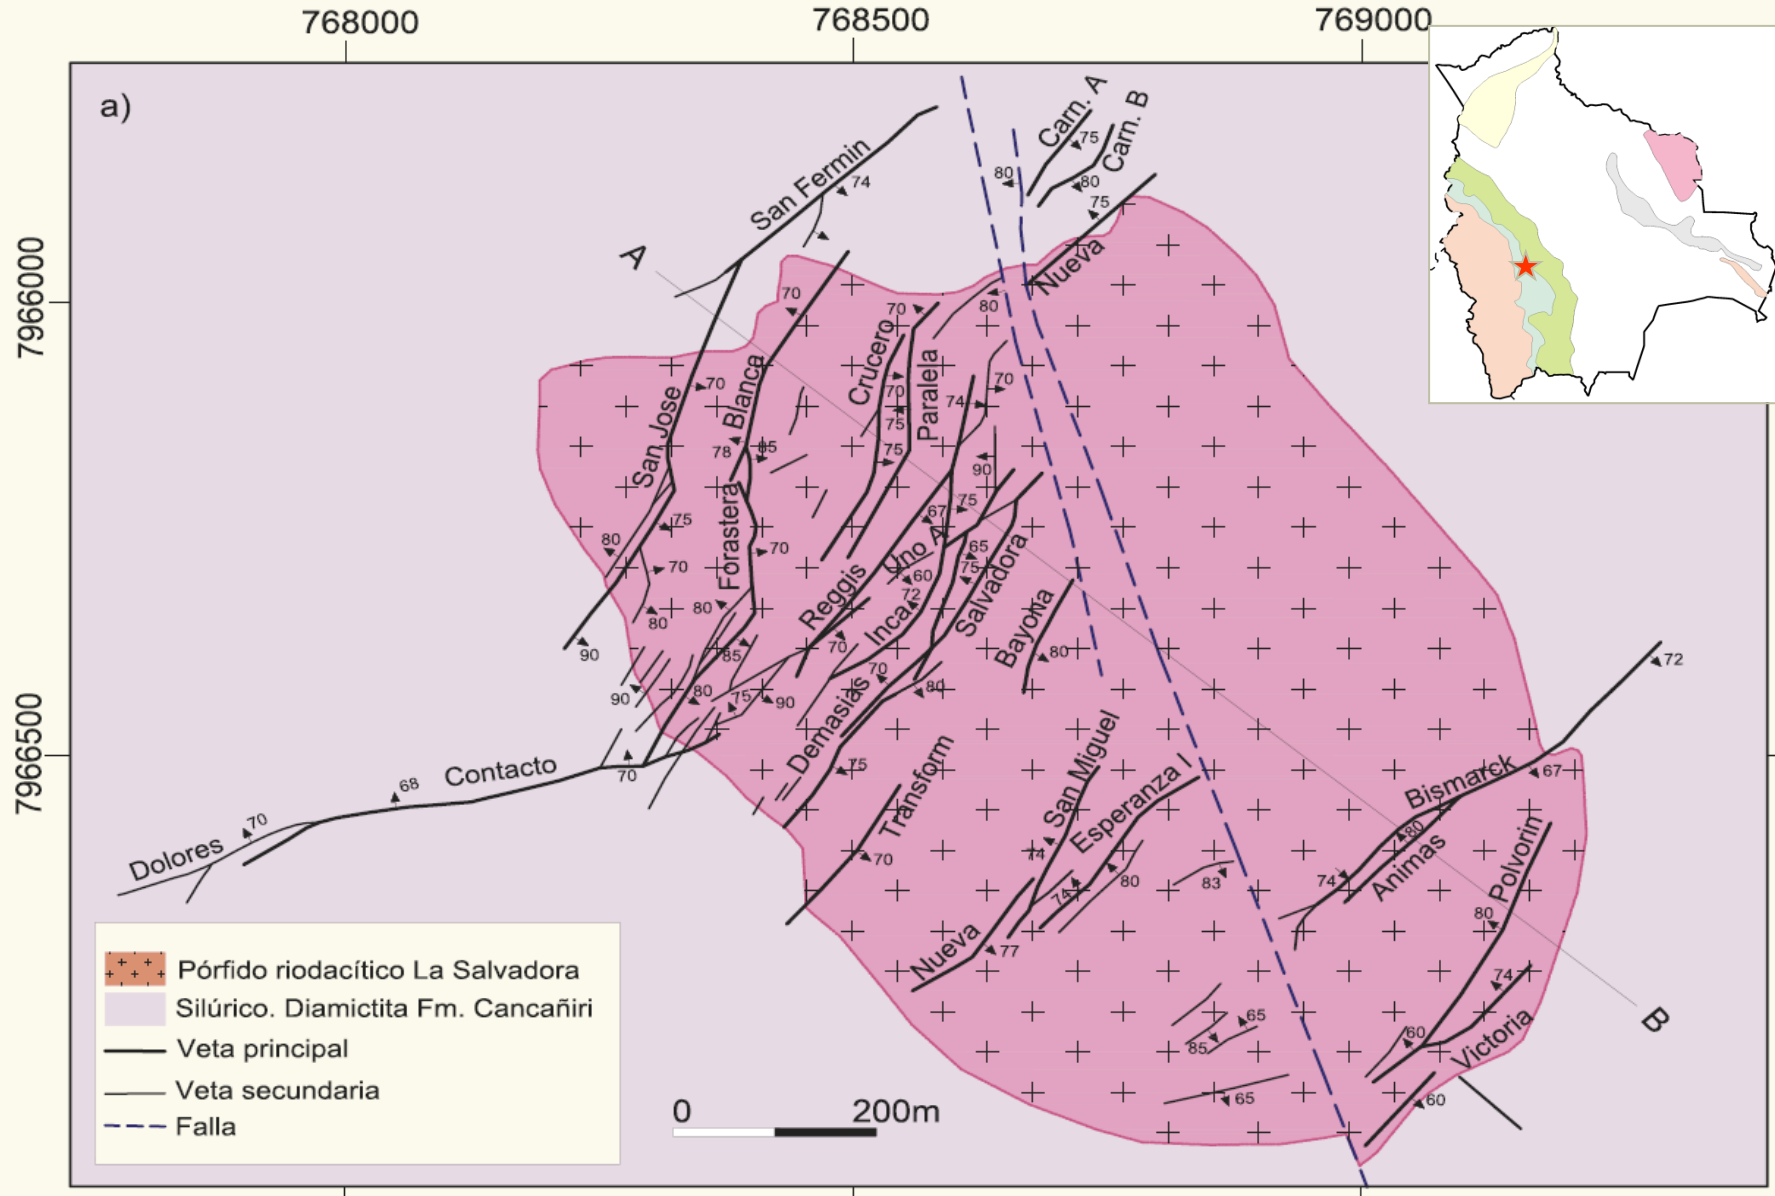 768000
768500
769000
a)
7966000
7966500
A
B
San Fermin
74
Carn. A
75
Carn. B
80
80
75
Nueva
80
70
70
Crucero
70
75
75
Paralela
74
70
90
San Jose
70
Blanca
78
85
75
67
Uno A
65
75
60
72
Salvadora
Forastera
70
75
80
70
80
80
Reggis
70
Inca
Bayona
80
90
85
90
80
75
90
70
80
Demasias
75
Contacto
70
68
70
Dolores
Transform
70
San Miguel
74
Esperanza I
74
80
83
Nueva
77
72
Bismarck
67
80
Animas
74
Polvorin
80
74
Victoria
60
60
65
85
65
Pórfido riodacítico La Salvadora
Silúrico. Diamictita Fm. Cancañiri
Veta principal
Veta secundaria
Falla
0 200m